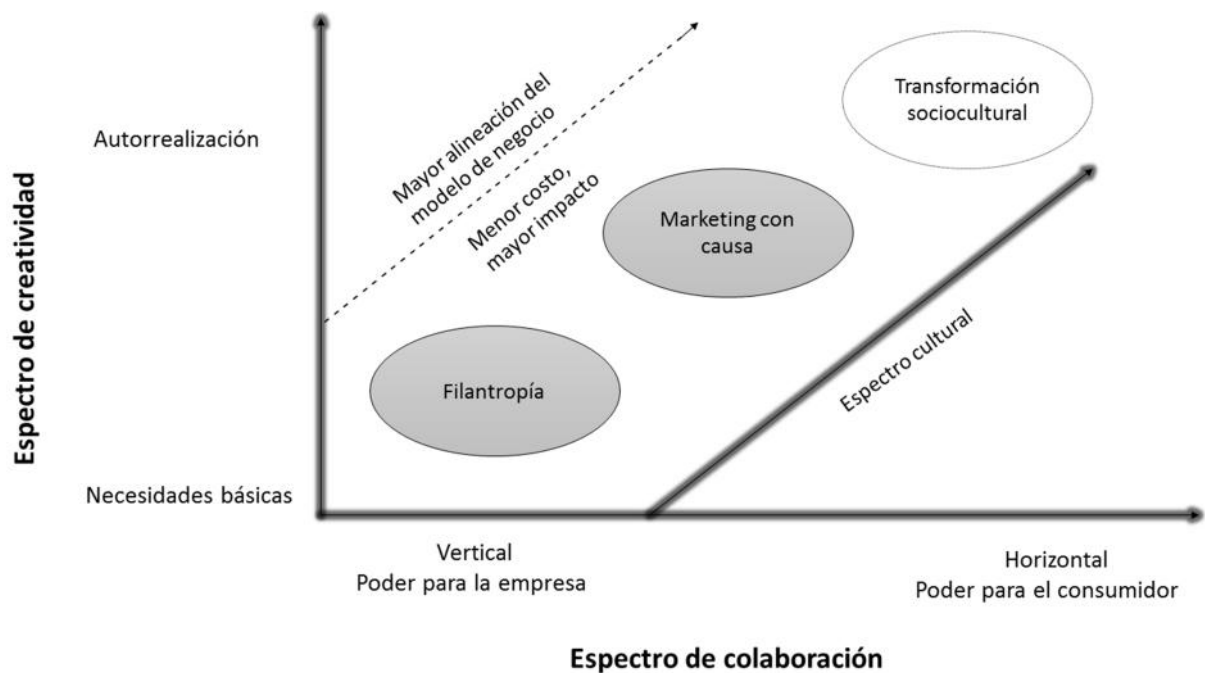 Transformación
sociocultural
Mayor alineación del
modelo de negocio
Autorrealización
Menor costo,
mayor impacto
Marketing con
causa
Espectro de creatividad
Espectro cultural
Filantropía
Necesidades básicas
Vertical
Poder para la empresa
Horizontal
Poder para el consumidor
Espectro de colaboración